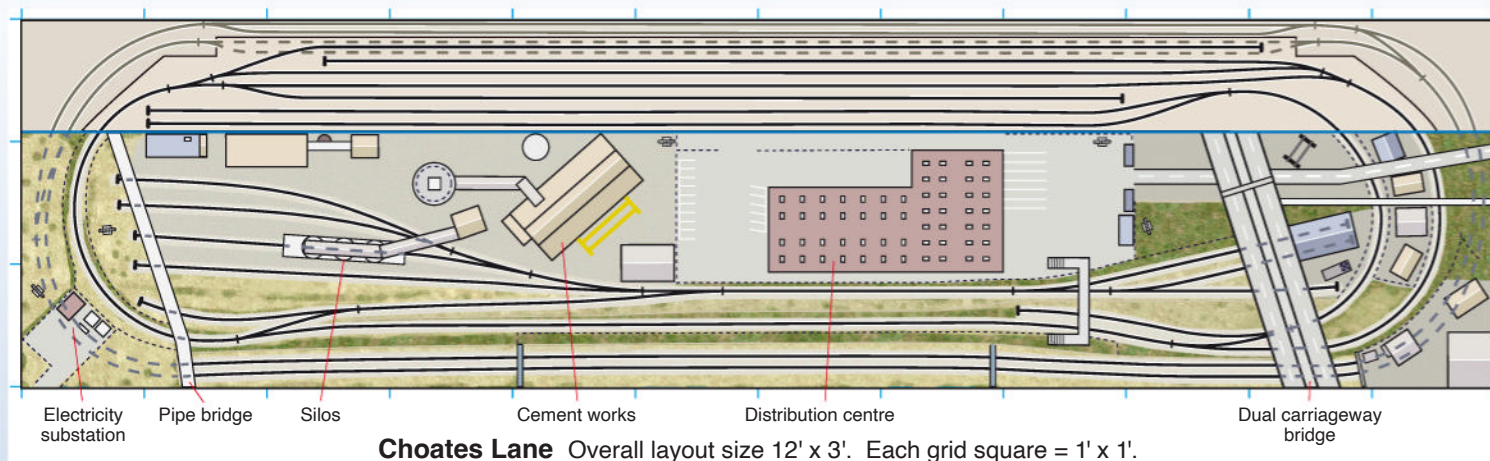 Electricity
substation
Pipe bridge
Silos
Cement works
Distribution centre
Dual carriageway
bridge
Choates Lane Overall layout size 12' x 3'. Each grid square = 1' x 1'.